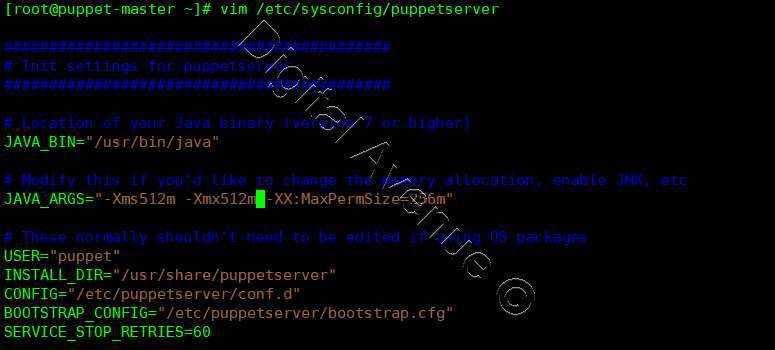 [root@puppet-master ~]# vim /etc/sysconfig/puppetserver
###########################################
# Init settings for puppetserver
###########################################
# Location of your Java binary (version 7 or higher)
JAVA_BIN="/usr/bin/java"
# Modify this if you'd like to change the memory allocation, enable JMX, etc
JAVA_ARGS="-Xms512m -Xmx512m -XX:MaxPermSize=256m"
# These normally shouldn't need to be edited if using OS packages
USER="puppet"
INSTALL_DIR="/usr/share/puppetserver"
CONFIG="/etc/puppetserver/conf.d"
BOOTSTRAP_CONFIG="/etc/puppetserver/bootstrap.cfg"
SERVICE_STOP_RETRIES=60
Digital Avenue ©